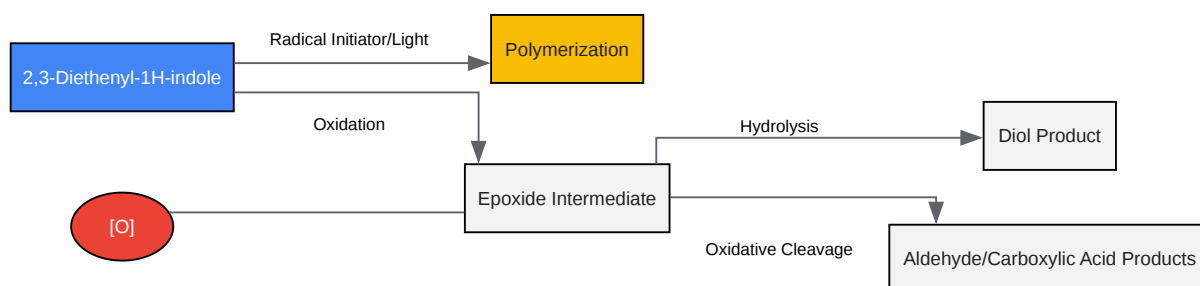 Radical Initiator/Light
Polymerization
2,3-Diethenyl-1H-indole
Oxidation
Hydrolysis
Diol Product
Epoxide Intermediate
[O]
Oxidative Cleavage
Aldehyde/Carboxylic Acid Products